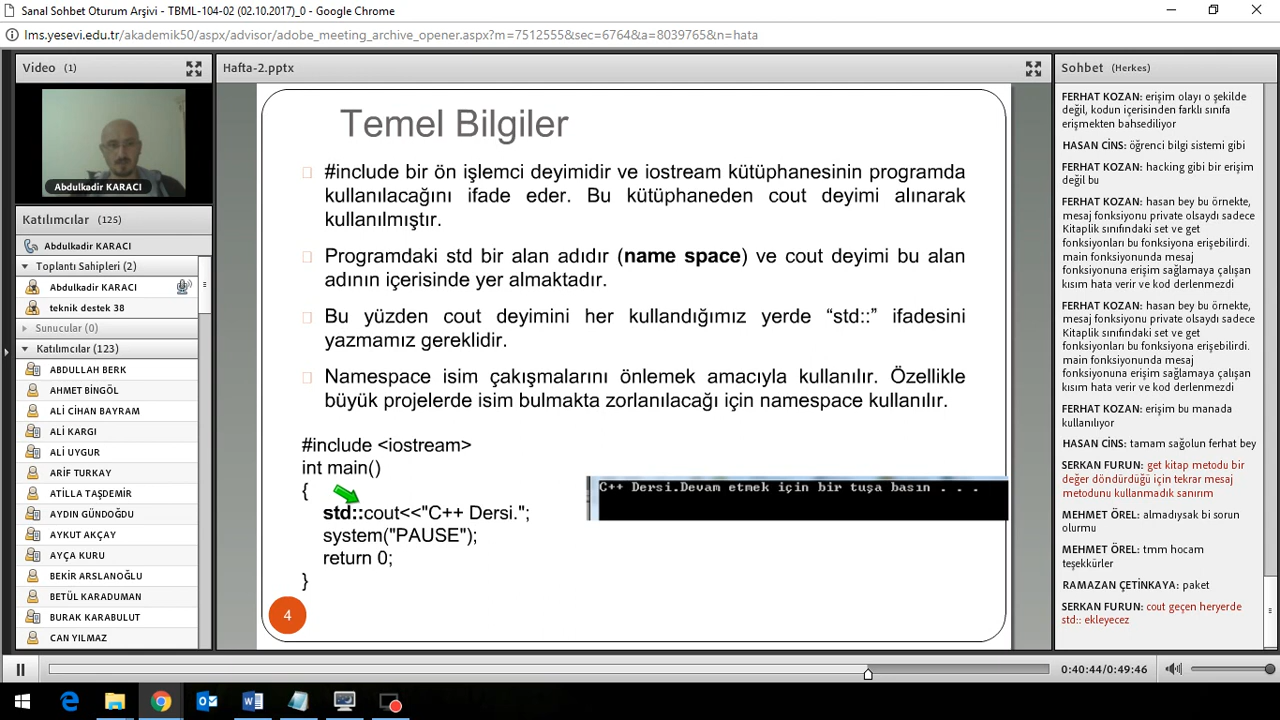 Sanal Sohbet Oturum Arşivi - TBML-104-02 (02.10.2017)_0 - Google Chrome
lms.yesevi.edu.tr/akademik50/aspx/advisor/adobe_meeting_archive_opener.aspx?m=7512555&sec=6764&a=8039765&n=hata
Video (1)
Abdulkadir KARACI
Katılımcılar (125)
Abdulkadir KARACI
Toplantı Sahipleri (2)
Abdulkadir KARACI
teknik destek 38
Sunucular (0)
Katılımcılar (123)
ABDULLAH BERK
AHMET BİNGÖL
ALİ CİHAN BAYRAM
ALİ KARGI
ALİ UYGUR
ARİF TURKAY
ATİLLA TAŞDEMİR
AYDIN GÜNDOĞDU
AYKUT AKÇAY
AYÇA KURU
BEKİR ARSLANOĞLU
BETÜL KARADUMAN
BURAK KARABULUT
CAN YILMAZ
Hafta-2.pptx
Temel Bilgiler
#include bir ön işlemci deyimidir ve iostream kütüphanesinin programda
kullanılacağını ifade eder. Bu kütüphaneden cout deyimi alınarak
kullanılmıştır.
Programdaki std bir alan adıdır (name space) ve cout deyimi bu alan
adının içerisinde yer almaktadır.
Bu yüzden cout deyimini her kullandığımız yerde “std::” ifadesini
yazmamız gereklidir.
Namespace isim çakışmalarını önlemek amacıyla kullanılır. Özellikle
büyük projelerde isim bulmakta zorlanılacağı için namespace kullanılır.
#include <iostream>
int main()
{
std::cout<<"C++ Dersi.";
system("PAUSE");
return 0;
}
C++ Dersi.Devam etmek için bir tuşa basın . . .
4
Sohbet (Herkes)
FERHAT KOZAN: erişim olayı o şekilde
değil, kodun içerisinden farklı sınıfa
erişmekten bahsediliyor
HASAN CİNS: öğrenci bilgi sistemi gibi
FERHAT KOZAN: hacking gibi bir erişim
değil bu
FERHAT KOZAN: hasan bey bu örnekte,
mesaj fonksiyonu private olsaydı sadece
Kitaplik sınıfındaki set ve get
fonksiyonları bu fonksiyona erişebilirdi.
main fonksiyonunda mesaj
fonksiyonuna erişim sağlamaya çalışan
kısım hata verir ve kod derlenmezdi
FERHAT KOZAN: hasan bey bu örnekte,
mesaj fonksiyonu private olsaydı sadece
Kitaplik sınıfındaki set ve get
fonksiyonları bu fonksiyona erişebilirdi.
main fonksiyonunda mesaj
fonksiyonuna erişim sağlamaya çalışan
kısım hata verir ve kod derlenmezdi
FERHAT KOZAN: erişim bu manada
kullanılıyor
HASAN CİNS: tamam sağolun ferhat bey
SERKAN FURUN: get kitap metodu bir
değer döndürdüğü için tekrar mesaj
metodunu kullanmadık sanırım
MEHMET ÖREL: almadıysak bi sorun
olurmu
MEHMET ÖREL: tmm hocam
teşekkürler
RAMAZAN ÇETİNKAYA: paket
SERKAN FURUN: cout geçen heryerde
std:: ekleyecez
0:40:44/0:49:46